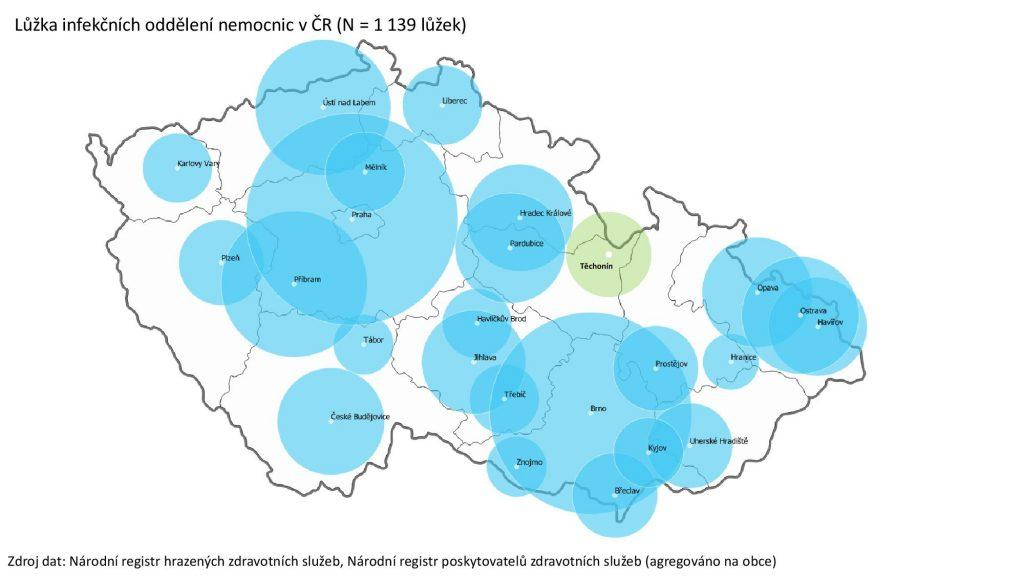 Lůžka infekčních oddělení nemocnic v ČR (N = 1 139 lůžek)
Ústí nad Labem
Liberec
Karlovy Vary
Mělník
Praha
Hradec Králové
Pardubice
Plzeň
Těchonín
Příbram
Opava
Ostrava
Havířov
Havlíčkův Brod
Tábor
Jihlava
Hranice
Prostějov
Třebíč
Brno
České Budějovice
Uherské Hradiště
Kyjov
Znojmo
Břeclav
Zdroj dat: Národní registr hrazených zdravotních služeb, Národní registr poskytovatelů zdravotních služeb (agregováno na obce)